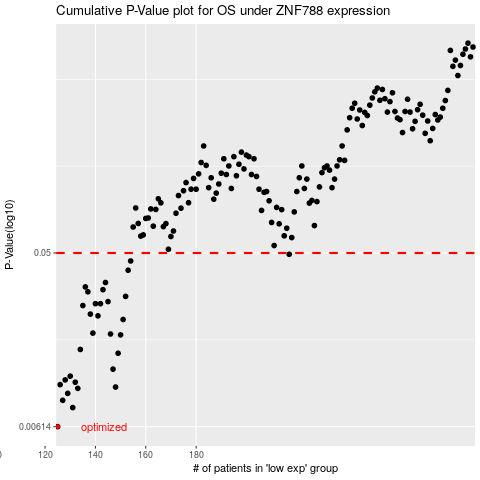 Cumulative P-Value plot for OS under ZNF788 expression
P-Value(log10)
0.05
0.00614
optimized
0 120 140 160 180
# of patients in 'low exp' group